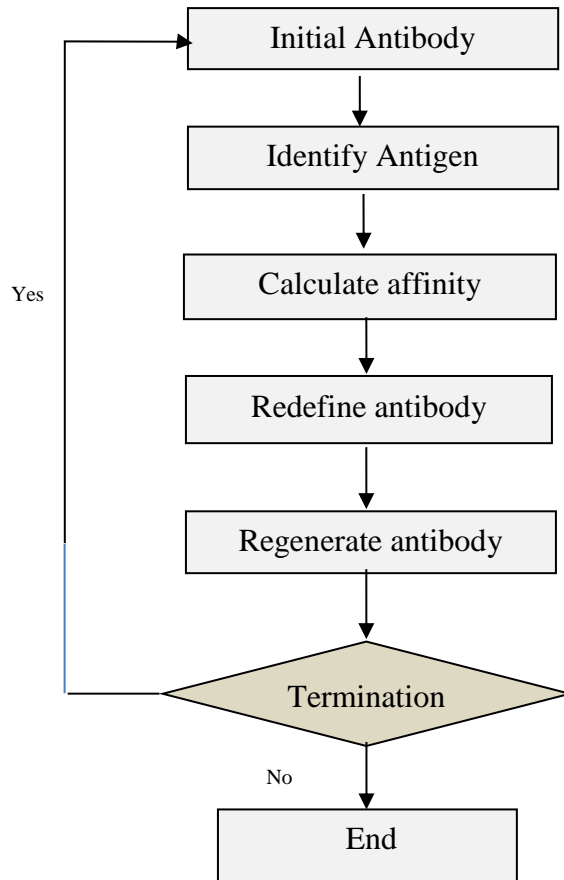 Initial Antibody
Identify Antigen
Calculate affinity
Yes
Redefine antibody
Regenerate antibody
Termination
No
End